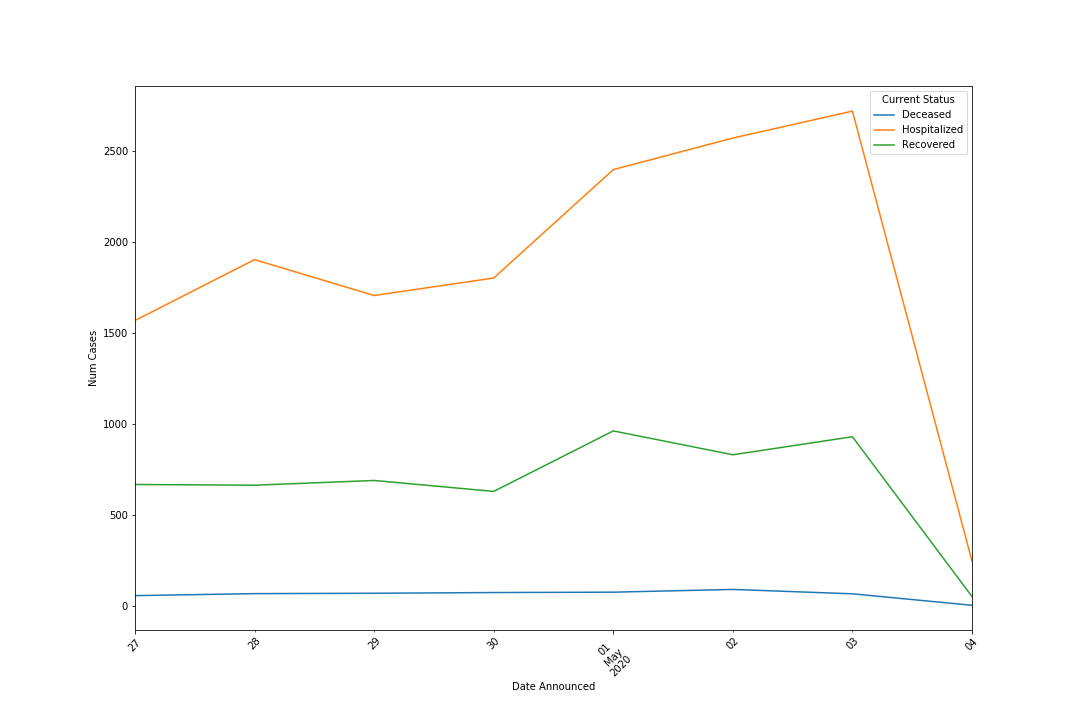 Current Status
Deceased
Hospitalized
Recovered
2500
2000
1500
1000
500
0
Num Cases
27
28
29
30
01
May
2020
02
03
04
Date Announced